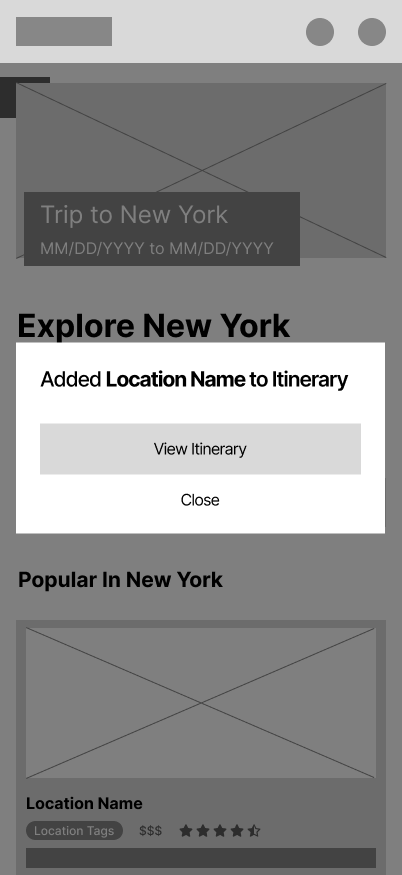 Trip to New York
MM/DD/YYYY to MM/DD/YYYY
Explore New York
Added Location Name to Itinerary
View Itinerary
Close
Popular In New York
Location Name
Location Tags $$$